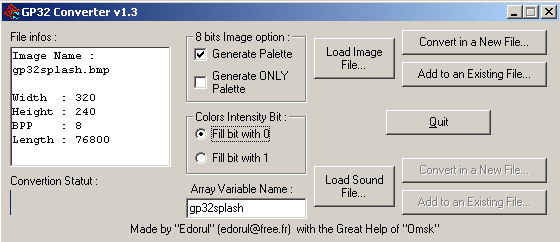 GP32 Converter v1.3
File infos :
Image Name :
gp32splash.bmp
Width : 320
Height : 240
BPP : 8
Length : 76800
Convertion Statut :
8 bits Image option :
Generate Palette
Generate ONLY
Palette
Colors Intensity Bit :
Fill bit with 0
Fill bit with 1
Array Variable Name :
gp32splash
Load Image
File...
Convert in a New File...
Add to an Existing File...
Quit
Load Sound
File...
Convert in a New File...
Add to an Existing File...
Made by "Edorul" (edorul@free.fr) with the Great Help of "Omsk"